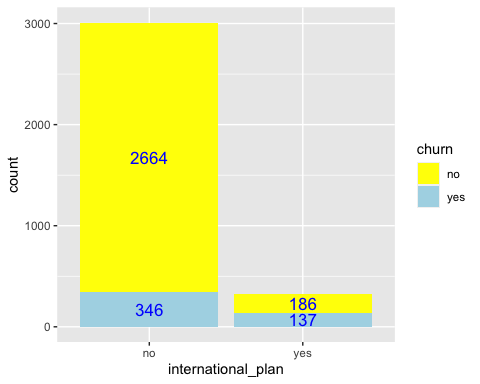 3000
2000
1000
0
count
2664
346
186
137
no
yes
international_plan
churn
no
yes